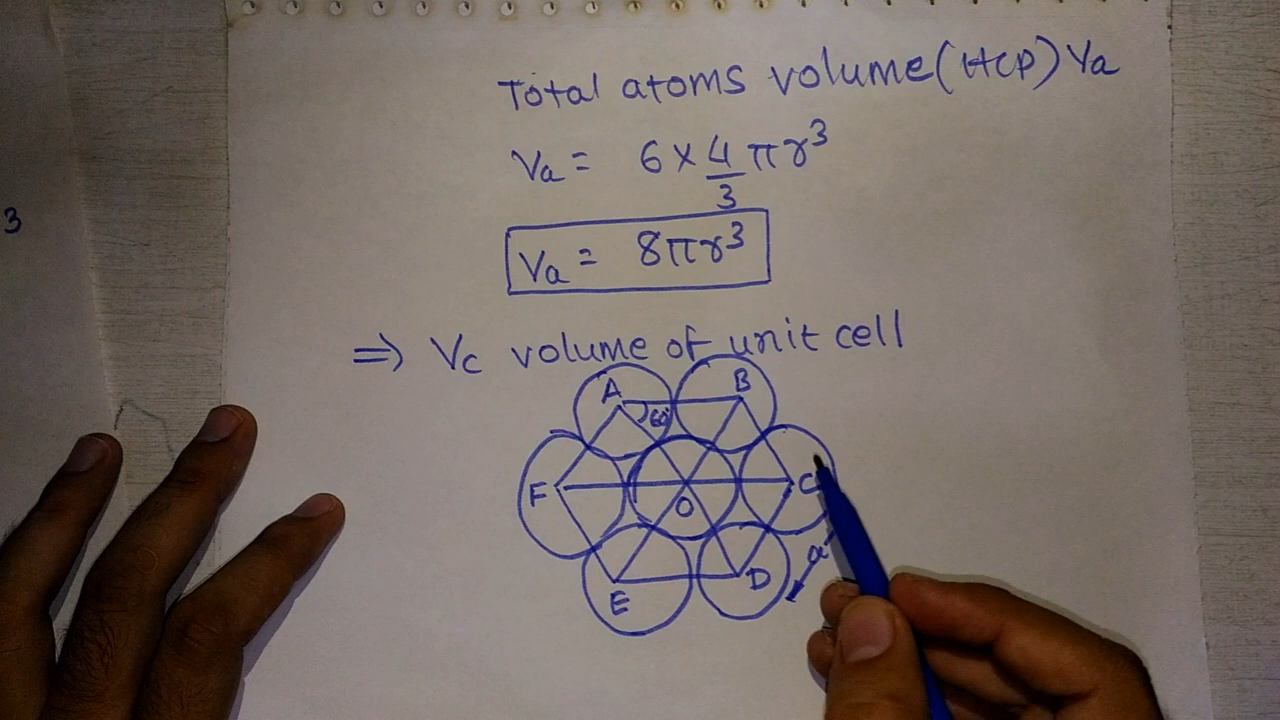 Total atoms volume(HCP) Va
Va = 6 × 4/3 πr³
Va = 8πr³
3
⇒ Vc volume of unit cell
A B
60°
F O C
a
E D